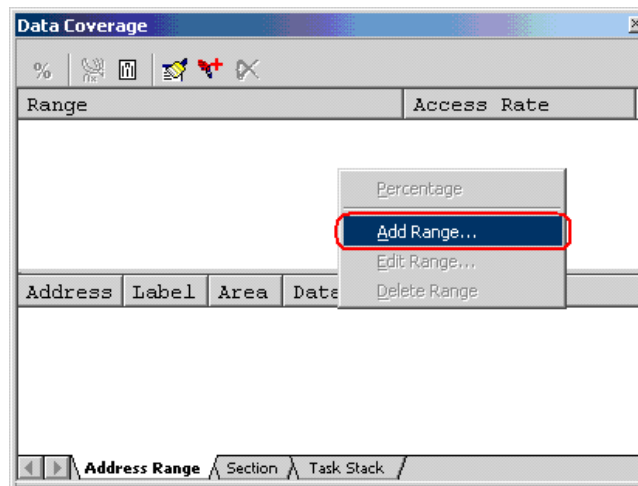 Data Coverage
%
Range Access Rate
Percentage
Add Range...
Edit Range...
Delete Range
Address Label Area Data
Address Range Section Task Stack